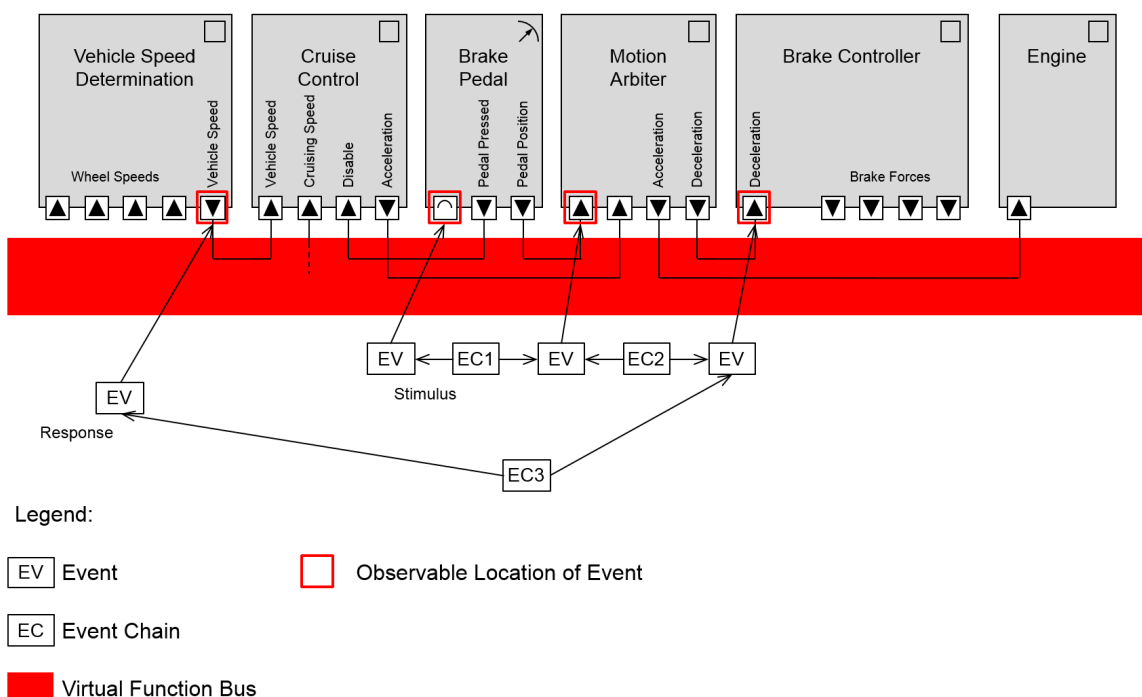 Vehicle Speed
Determination
Cruise
Control
Brake
Pedal
Motion
Arbiter
Brake Controller
Engine
Wheel Speeds
Vehicle Speed
Vehicle Speed
Cruising Speed
Disable
Acceleration
Pedal Pressed
Pedal Position
Acceleration
Deceleration
Deceleration
Brake Forces
EV
EC1
EV
EC2
EV
Stimulus
EV
Response
EC3
Legend:
EV Event
Observable Location of Event
EC Event Chain
Virtual Function Bus